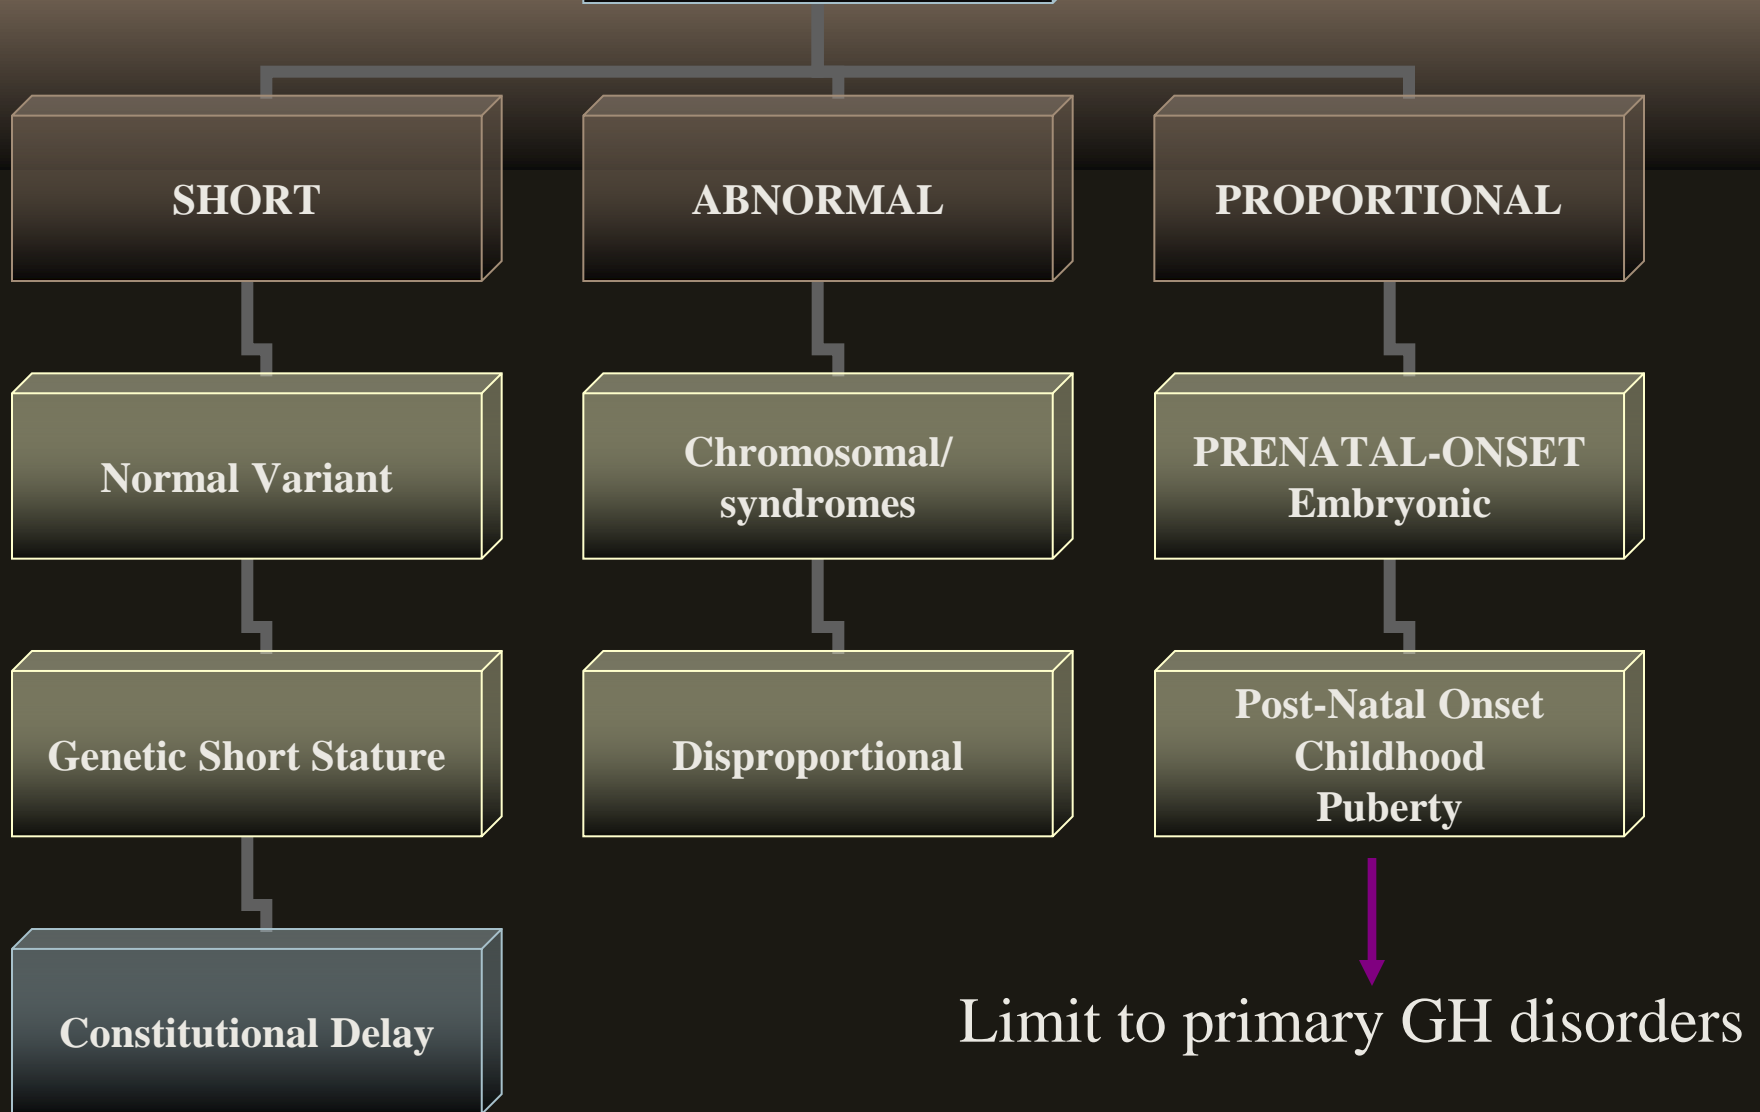 SHORT
ABNORMAL
PROPORTIONAL
Normal Variant
Chromosomal/
syndromes
PRENATAL-ONSET
Embryonic
Genetic Short Stature
Disproportional
Post-Natal Onset
Childhood
Puberty
Constitutional Delay
Limit to primary GH disorders